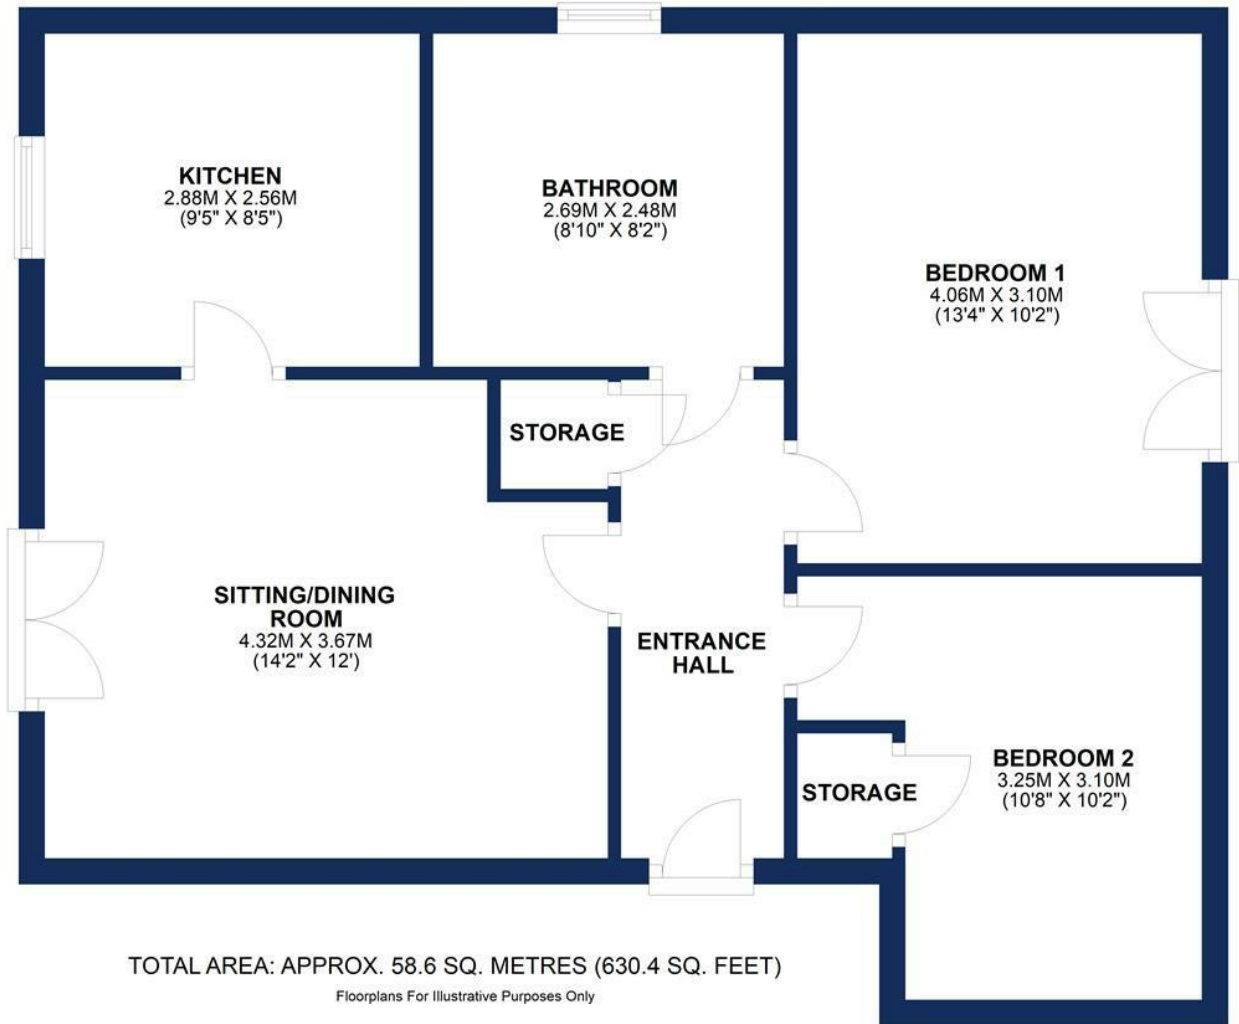 KITCHEN
2.88M X 2.56M
(9'5" X 8'5")
BATHROOM
2.69M X 2.48M
(8'10" X 8'2")
BEDROOM 1
4.06M X 3.10M
(13'4" X 10'2")
STORAGE
SITTING/DINING
ROOM
4.32M X 3.67M
(14'2" X 12')
ENTRANCE
HALL
BEDROOM 2
3.25M X 3.10M
(10'8" X 10'2")
STORAGE
TOTAL AREA: APPROX. 58.6 SQ. METRES (630.4 SQ. FEET)
Floorplans For Illustrative Purposes Only